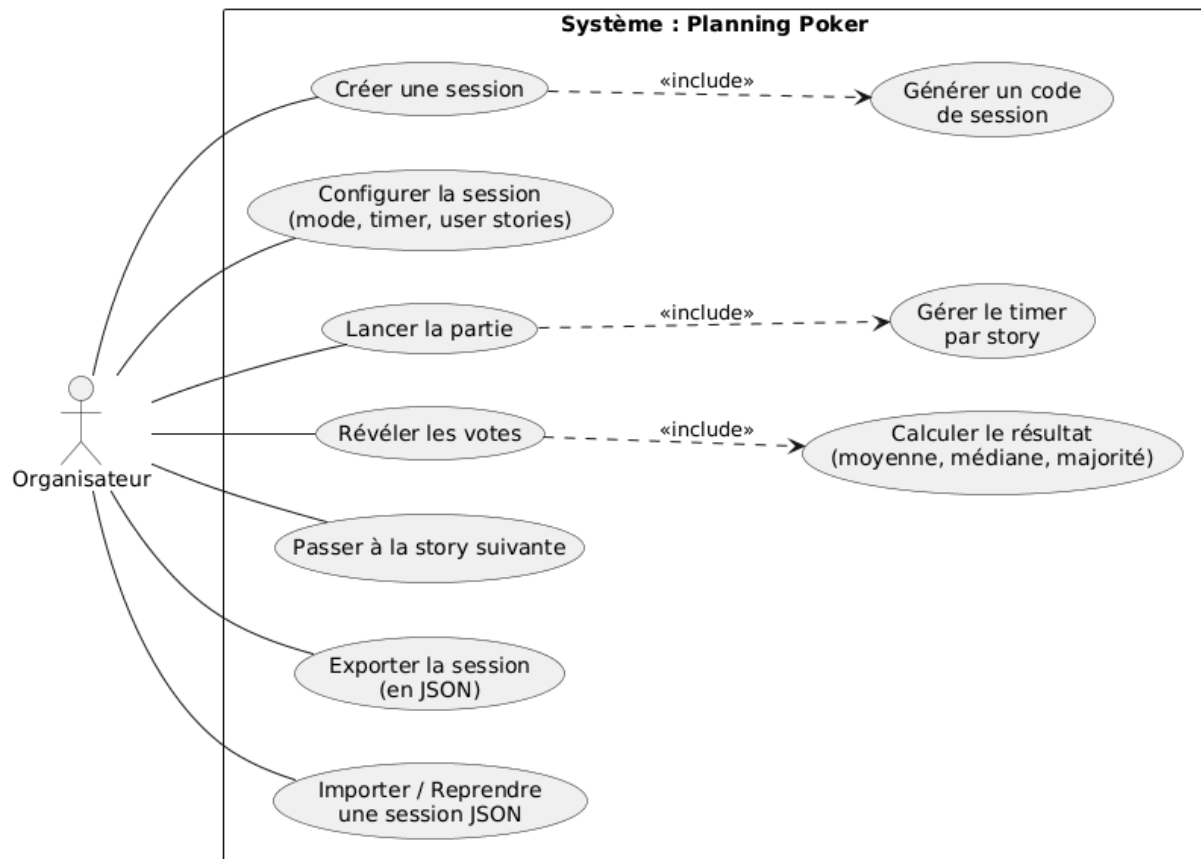 Système : Planning Poker
Créer une session
«include»
Générer un code
de session
Configurer la session
(mode, timer, user stories)
Lancer la partie
«include»
Gérer le timer
par story
Organisateur
Révéler les votes
«include»
Calculer le résultat
(moyenne, médiane, majorité)
Passer à la story suivante
Exporter la session
(en JSON)
Importer / Reprendre
une session JSON